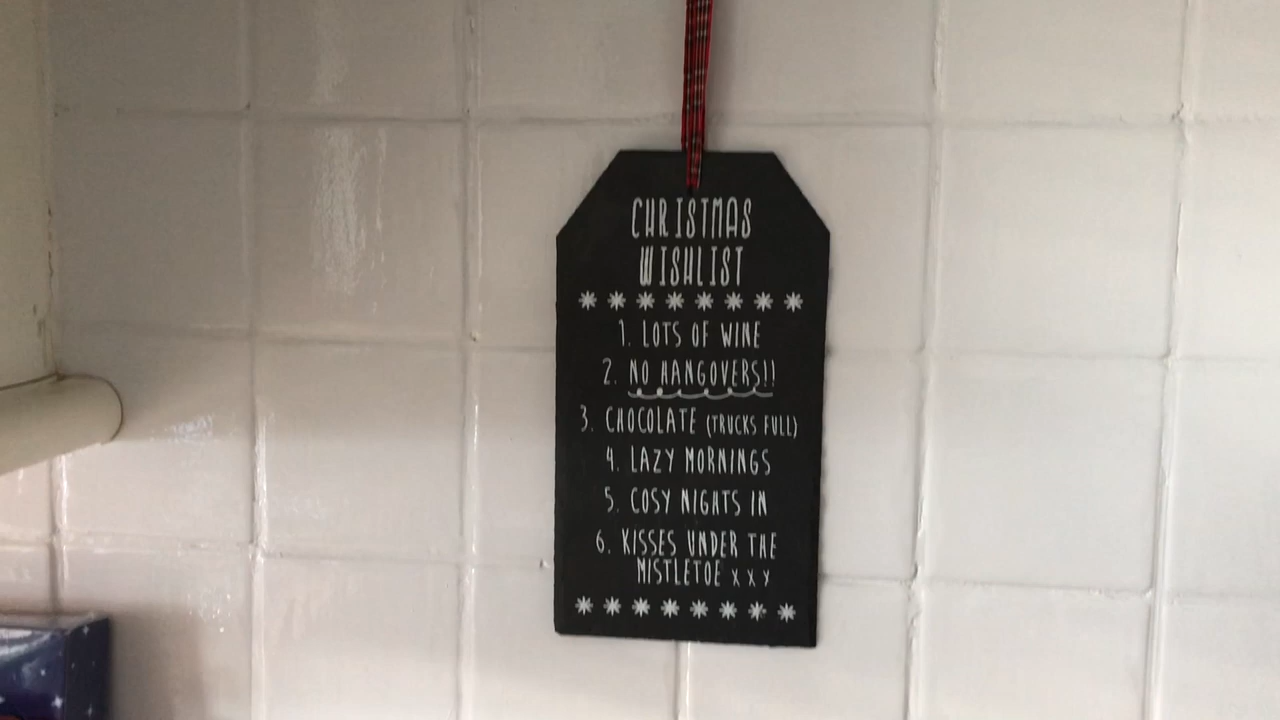 CHRISTMAS
WISHLIST
1. LOTS OF WINE
2. NO HANGOVERS!!
3. CHOCOLATE (TRUCKS FULL)
4. LAZY MORNINGS
5. COSY NIGHTS IN
6. KISSES UNDER THE
MISTLETOE x x y